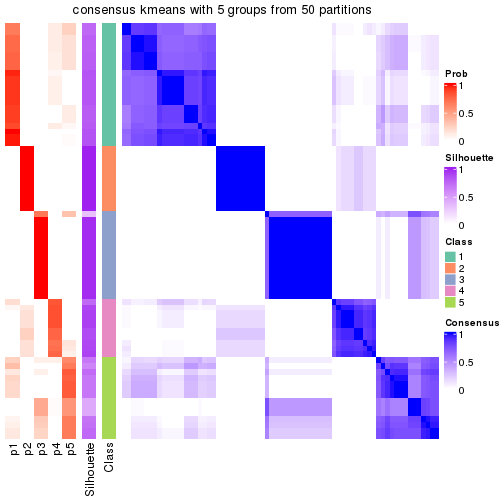 consensus kmeans with 5 groups from 50 partitions
Prob
1
0.5
0
Silhouette
1
0.5
0
Class
1
2
3
4
5
Consensus
1
0.5
0
p1
p2
p3
p4
p5
Silhouette
Class